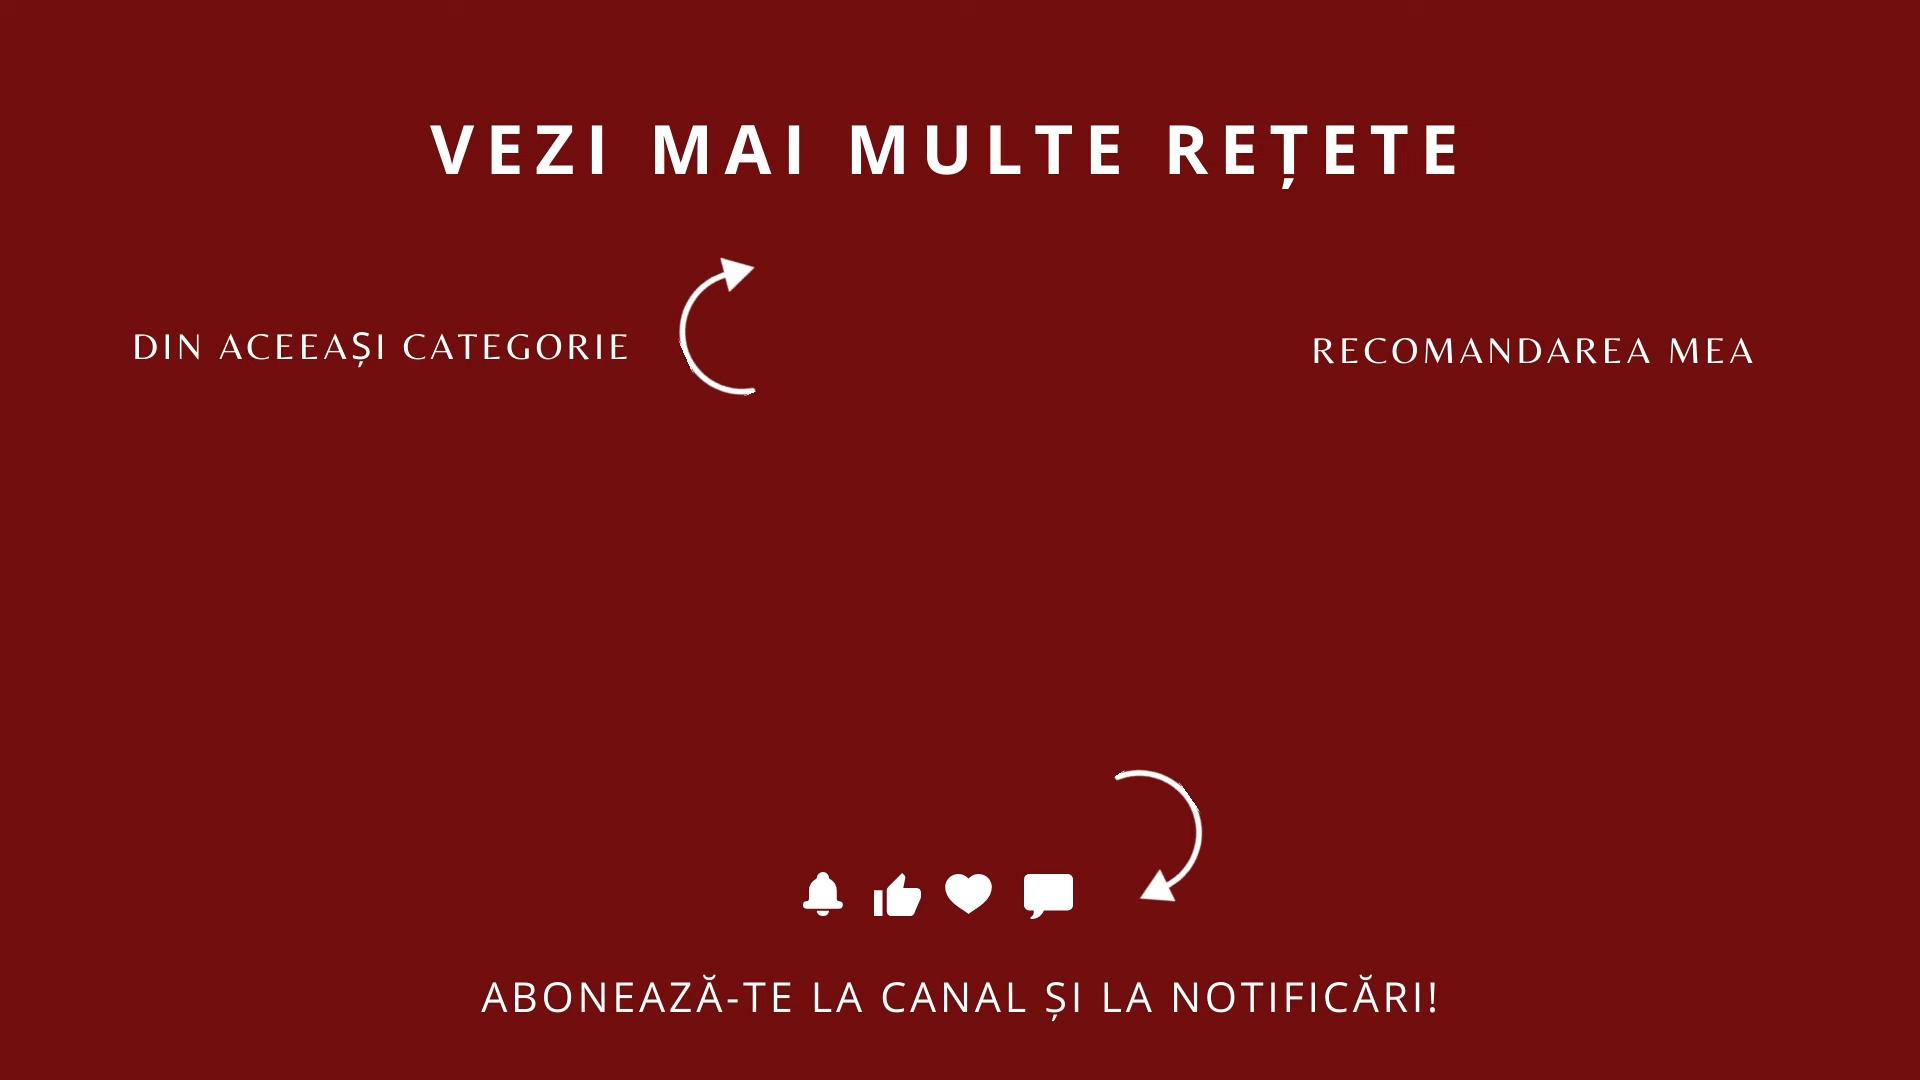 VEZI MAI MULTE REȚETE
DIN ACEEAȘI CATEGORIE
RECOMANDAREA MEA
ABONEAZĂ-TE LA CANAL ȘI LA NOTIFICĂRI!